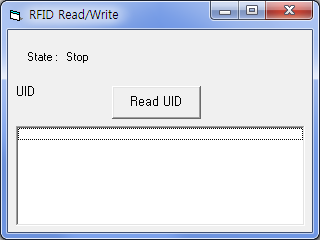 RFID Read/Write
State : Stop
UID
Read UID